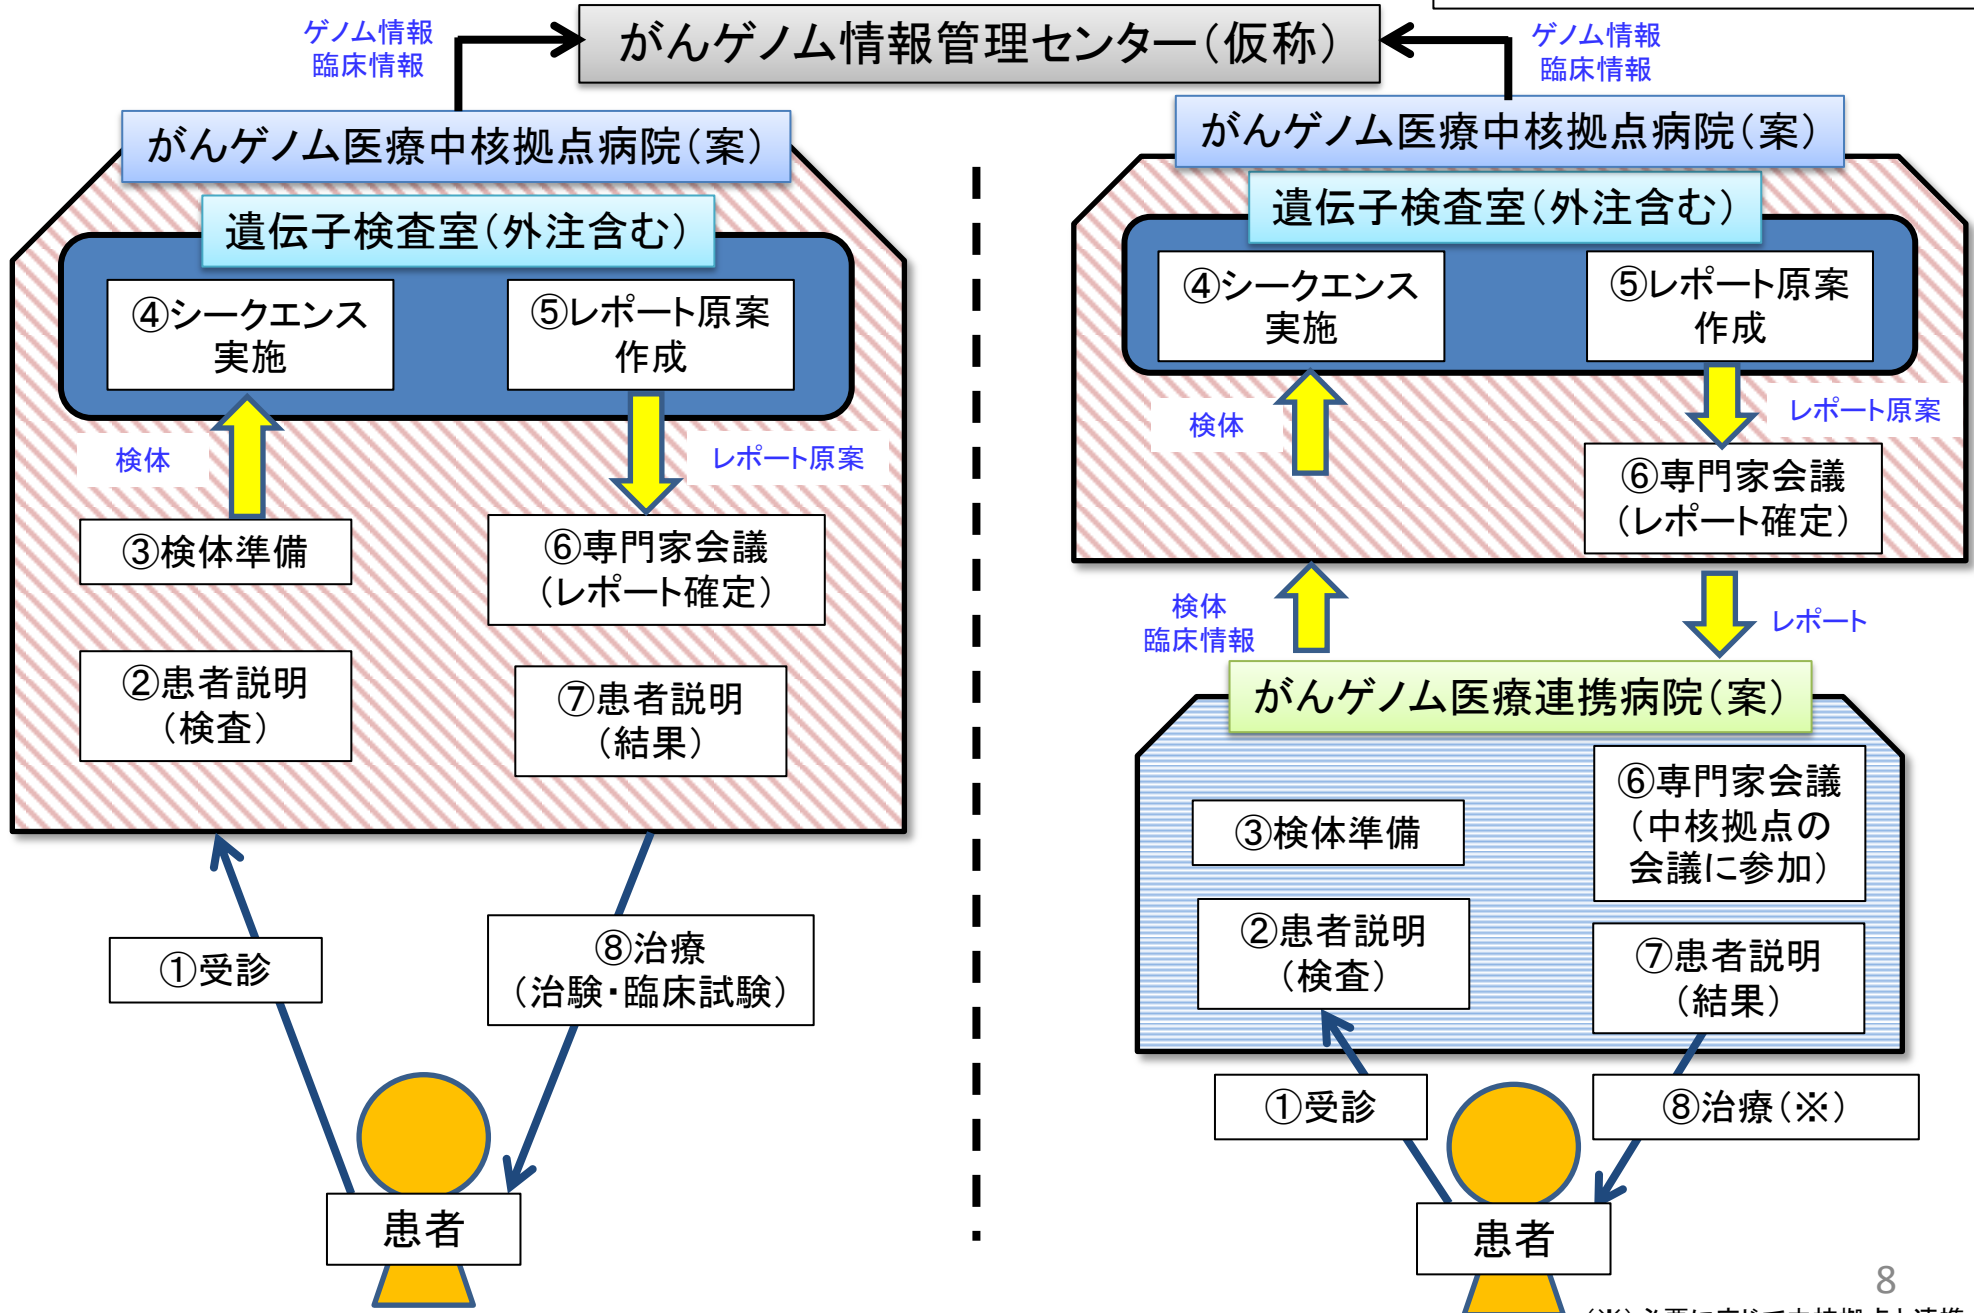 ゲノム情報
臨床情報
がんゲノム情報管理センター（仮称）
ゲノム情報
臨床情報
がんゲノム医療中核拠点病院（案）
遺伝子検査室（外注含む）
④シークエンス
実施
⑤レポート原案
作成
検体
レポート原案
③検体準備
⑥専門家会議
（レポート確定）
②患者説明
（検査）
⑦患者説明
（結果）
①受診
⑧治療
（治験・臨床試験）
患者
がんゲノム医療中核拠点病院（案）
遺伝子検査室（外注含む）
④シークエンス
実施
⑤レポート原案
作成
検体
レポート原案
⑥専門家会議
（レポート確定）
検体
臨床情報
レポート
がんゲノム医療連携病院（案）
③検体準備
⑥専門家会議
（中核拠点の
会議に参加）
②患者説明
（検査）
⑦患者説明
（結果）
①受診
⑧治療（※）
患者
8
（※）必要に応じて中核拠点と連携